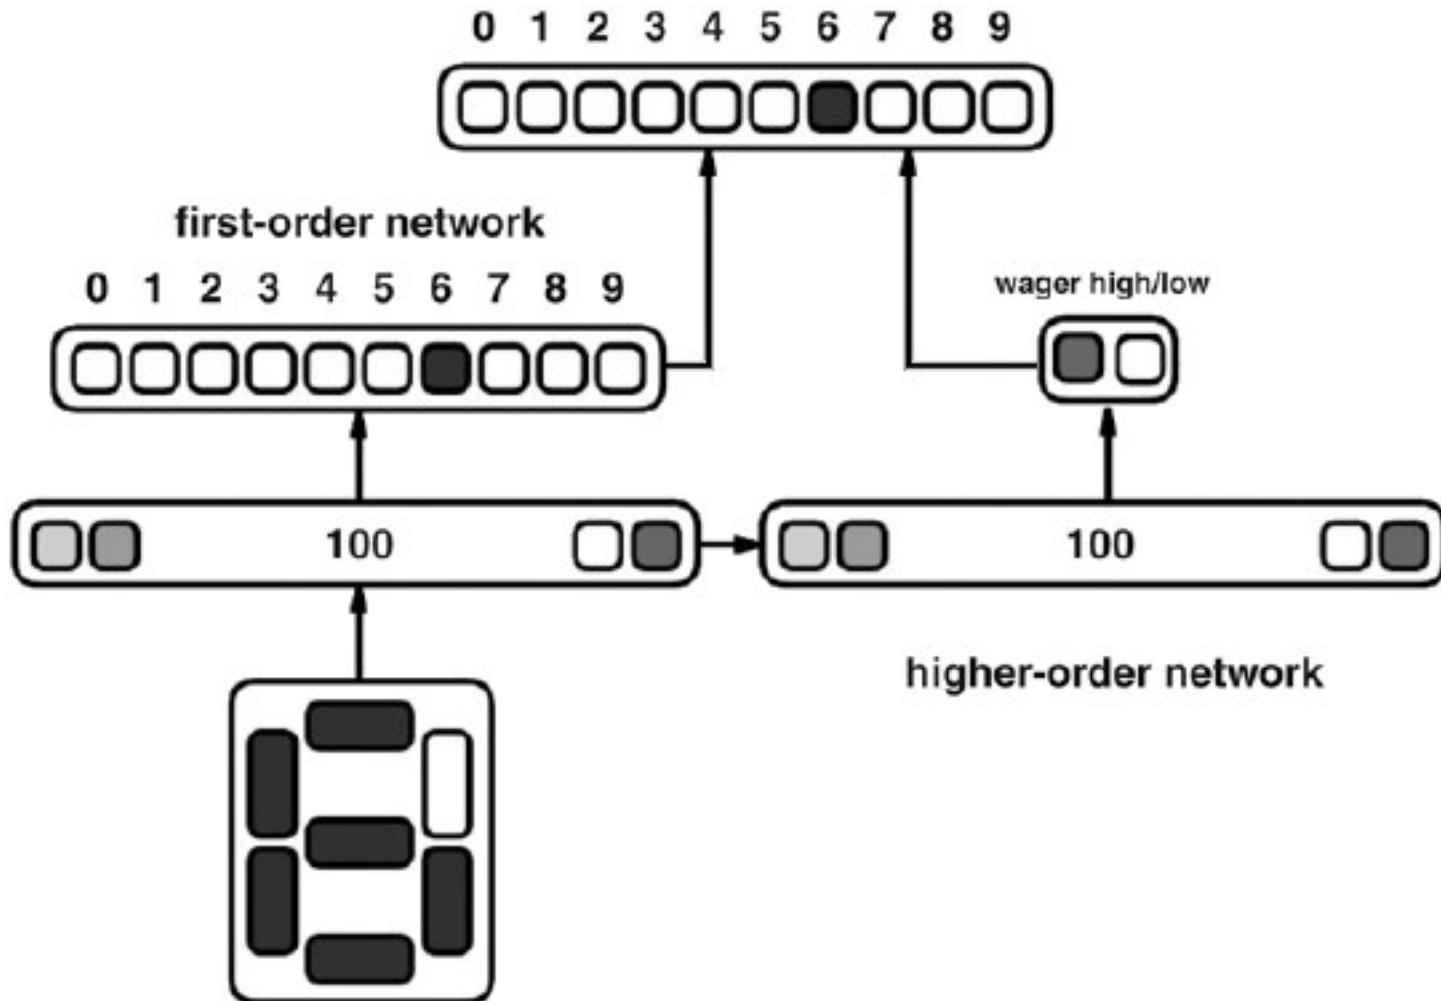 0 1 2 3 4 5 6 7 8 9
first-order network
0 1 2 3 4 5 6 7 8 9
wager high/low
100
100
higher-order network